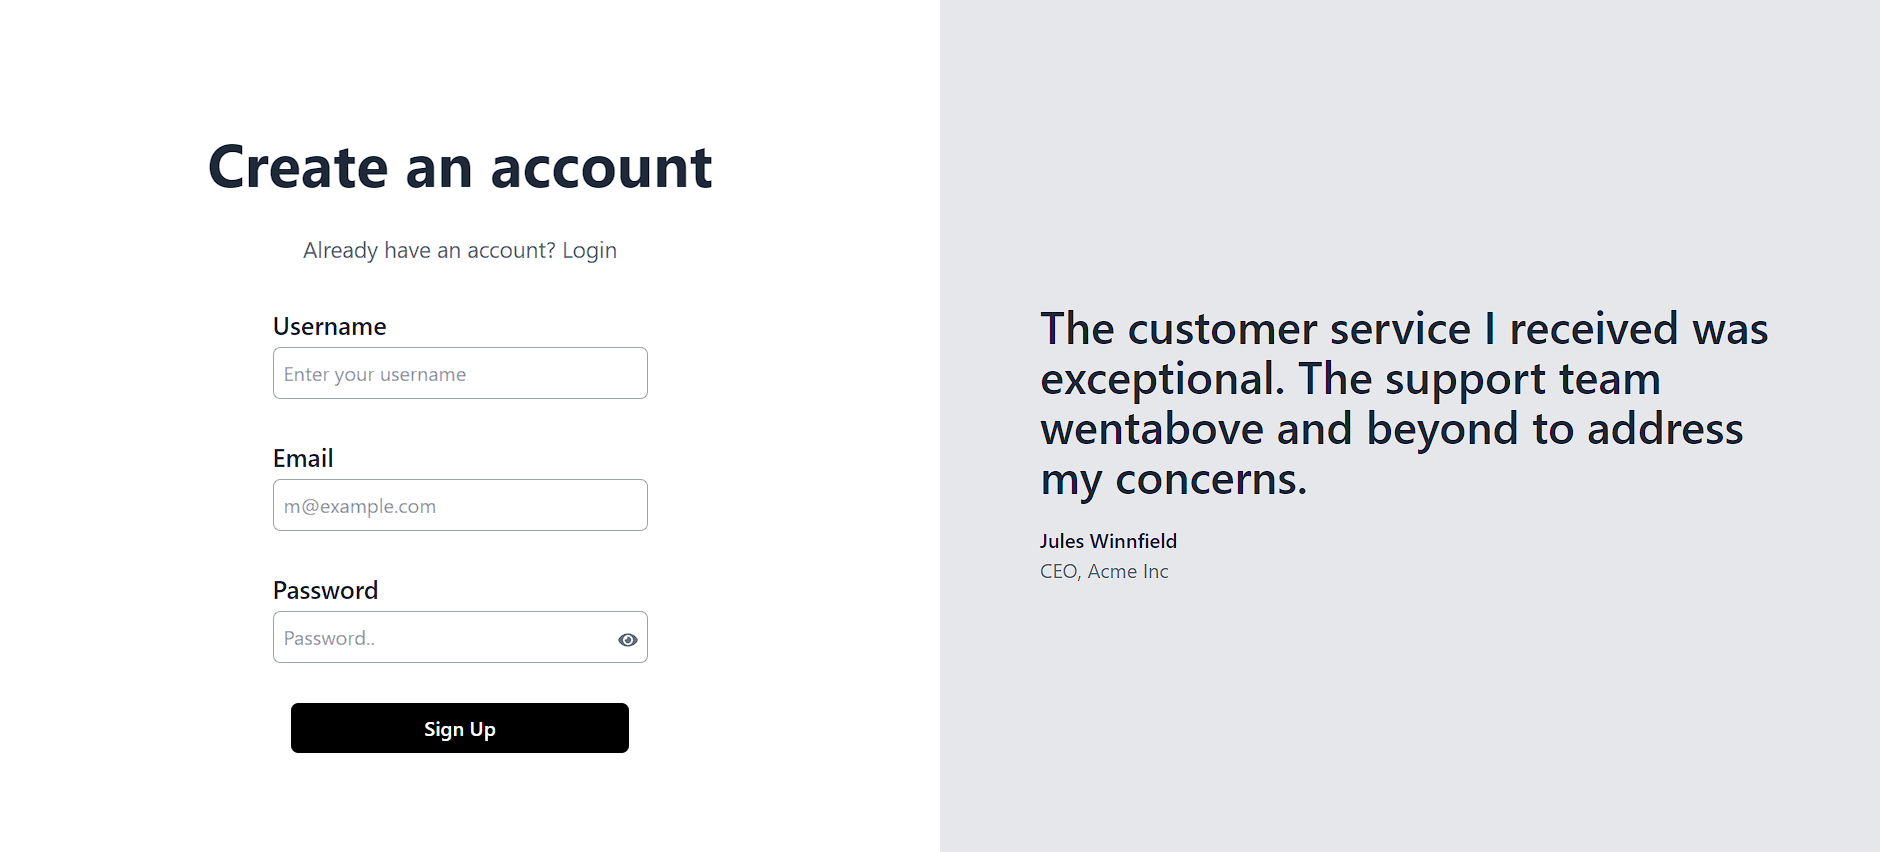 Create an account
Already have an account? Login
Username
Enter your username
Email
m@example.com
Password
Password..
Sign Up
The customer service I received was
exceptional. The support team
wentabove and beyond to address
my concerns.
Jules Winnfield
CEO, Acme Inc